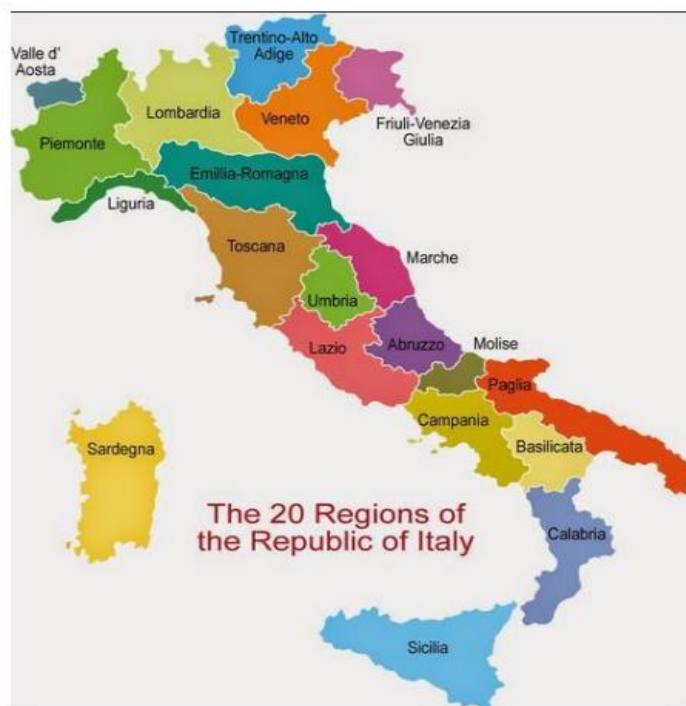 Trentino-Alto
Adige
Valle d'
Aosta
Lombardia
Veneto
Friuli-Venezia
Giulia
Piemonte
Emillia-Romagna
Liguria
Toscana
Marche
Umbria
Lazio
Abruzzo
Molise
Paglia
Campania
Basilicata
Sardegna
The 20 Regions of
the Republic of Italy
Calabria
Sicilia